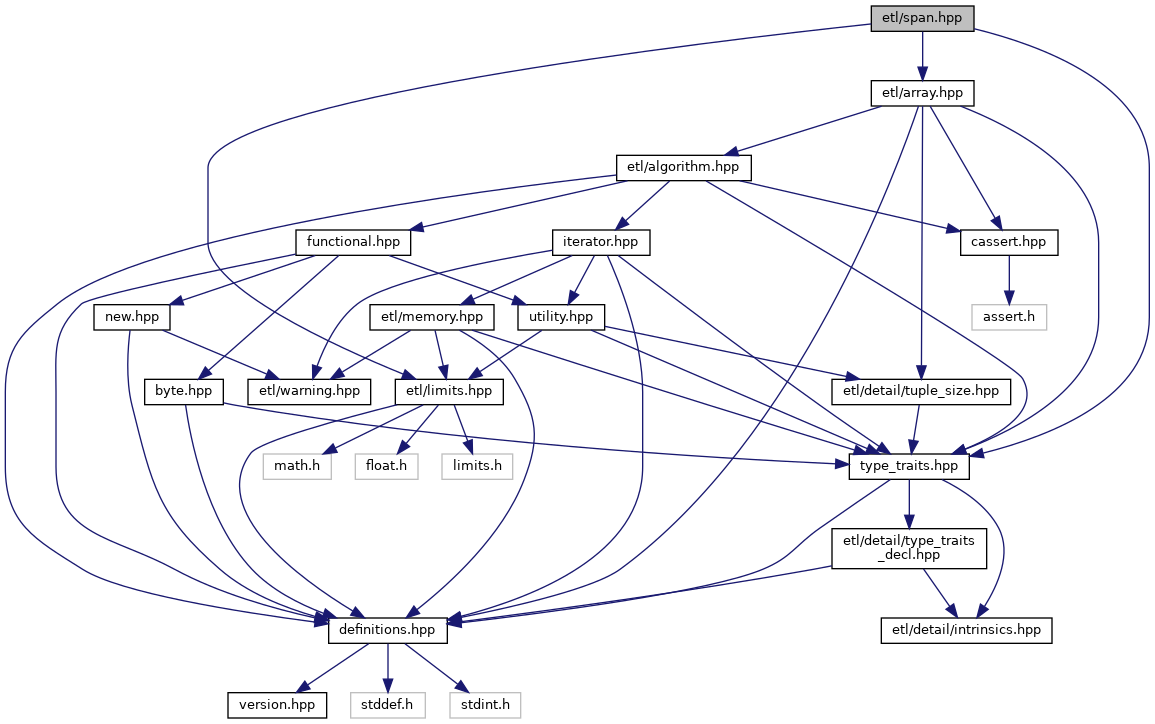 etl/span.hpp
etl/array.hpp
etl/algorithm.hpp
functional.hpp
iterator.hpp
cassert.hpp
new.hpp
etl/memory.hpp
utility.hpp
assert.h
byte.hpp
etl/warning.hpp
etl/limits.hpp
etl/detail/tuple_size.hpp
math.h
float.h
limits.h
type_traits.hpp
etl/detail/type_traits
_decl.hpp
definitions.hpp
etl/detail/intrinsics.hpp
version.hpp
stddef.h
stdint.h